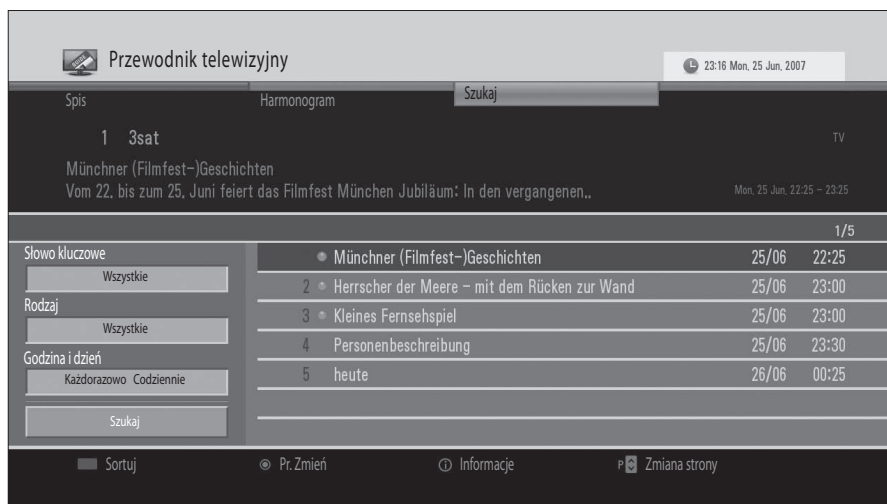 Przewodnik telewizyjny
23:16 Mon, 25 Jun, 2007
Spis Harmonogram Szukaj
1 3sat TV
Münchner (Filmfest-)Geschichten
Vom 22. bis zum 25. Juni feiert das Filmfest München Jubiläum: In den vergangenen.. Mon, 25 Jun, 22:25 - 23:25
1/5
Słowo kluczowe
Wszystkie
Rodzaj
Wszystkie
Godzina i dzień
Każdorazowo Codziennie
Szukaj
Münchner (Filmfest-)Geschichten 25/06 22:25
2 Herrscher der Meere - mit dem Rücken zur Wand 25/06 23:00
3 Kleines Fernsehspiel 25/06 23:00
4 Personenbeschreibung 25/06 23:30
5 heute 26/06 00:25
Sortuj Pr. Zmień Informacje P Zmiana strony